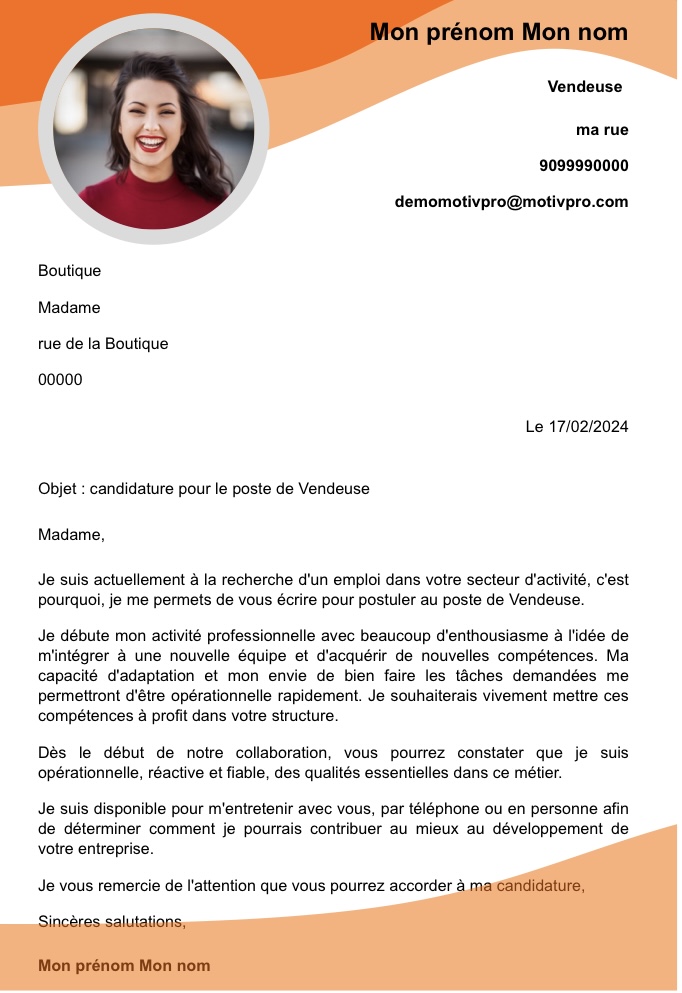 Mon prénom Mon nom
Vendeuse
ma rue
9099990000
demomotivpro@motivpro.com
Boutique
Madame
rue de la Boutique
00000
Le 17/02/2024
Objet : candidature pour le poste de Vendeuse
Madame,
Je suis actuellement à la recherche d'un emploi dans votre secteur d'activité, c'est
pourquoi, je me permets de vous écrire pour postuler au poste de Vendeuse.
Je débute mon activité professionnelle avec beaucoup d'enthousiasme à l'idée de
m'intégrer à une nouvelle équipe et d'acquérir de nouvelles compétences. Ma
capacité d'adaptation et mon envie de bien faire les tâches demandées me
permettront d'être opérationnelle rapidement. Je souhaiterais vivement mettre ces
compétences à profit dans votre structure.
Dès le début de notre collaboration, vous pourrez constater que je suis
opérationnelle, réactive et fiable, des qualités essentielles dans ce métier.
Je suis disponible pour m'entretenir avec vous, par téléphone ou en personne afin
de déterminer comment je pourrais contribuer au mieux au développement de
votre entreprise.
Je vous remercie de l'attention que vous pourrez accorder à ma candidature,
Sincères salutations,
Mon prénom Mon nom